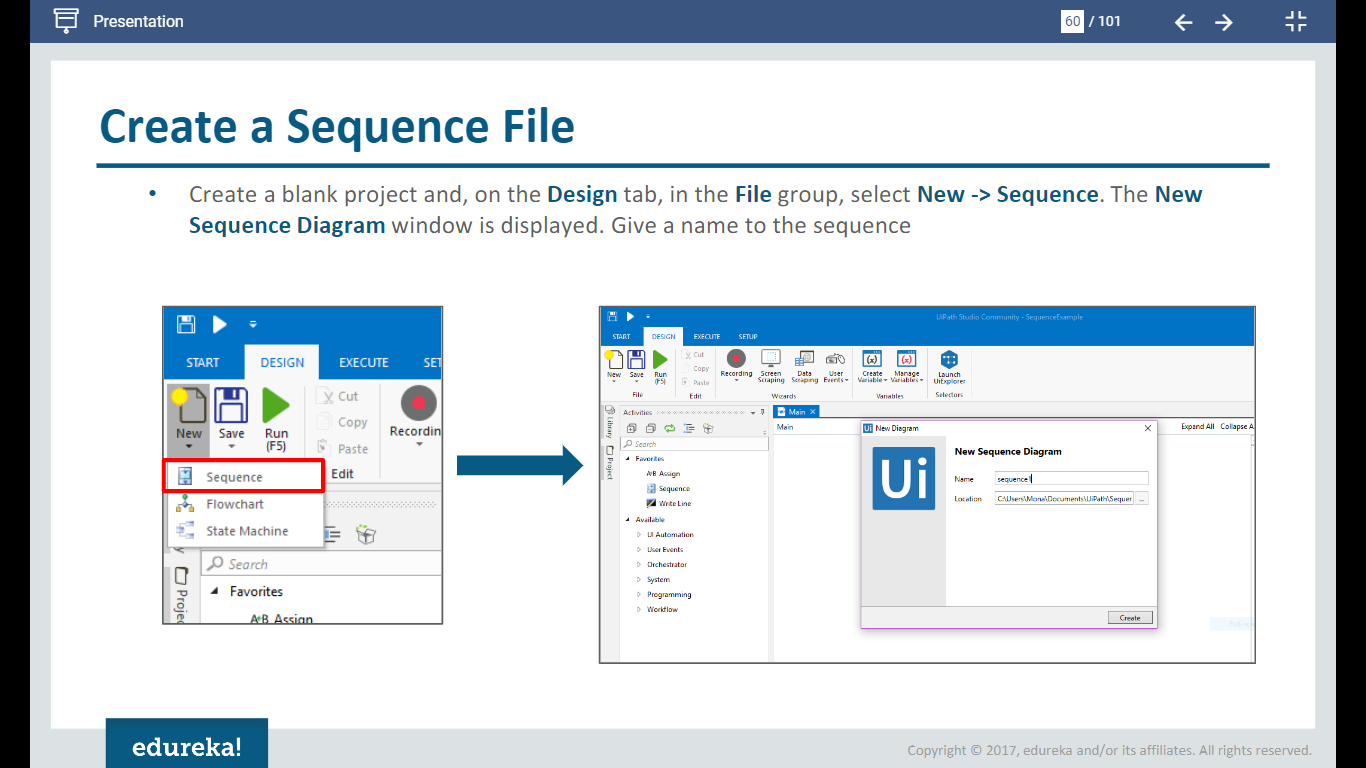 Presentation
60 / 101
Create a Sequence File
• Create a blank project and, on the Design tab, in the File group, select New -> Sequence. The New
Sequence Diagram window is displayed. Give a name to the sequence
START DESIGN EXECUTE SET
New Save Run (F5) Cut Copy Paste Recordin
Edit
Sequence
Flowchart
State Machine
Search
Projec
Favorites
A*B Assign
UiPath Studio Community - SequenceExample
START DESIGN EXECUTE SETUP
New Save Run (F5) Cut Copy Paste Recording Screen Scraping Data Scraping User Events Create Variable Manage Variables Launch UiExplorer
File Edit Wizards Variables Selectors
Library
Project
Activities
Search
Favorites
A*B Assign
Sequence
Write Line
Available
UI Automation
User Events
Orchestrator
System
Programming
Workflow
Main
Main
Expand All Collapse A
Ui New Diagram
Ui
New Sequence Diagram
Name sequence1
Location C:\Users\Mona\Documents\UiPath\Sequer ...
Create
edureka!
Copyright © 2017, edureka and/or its affiliates. All rights reserved.